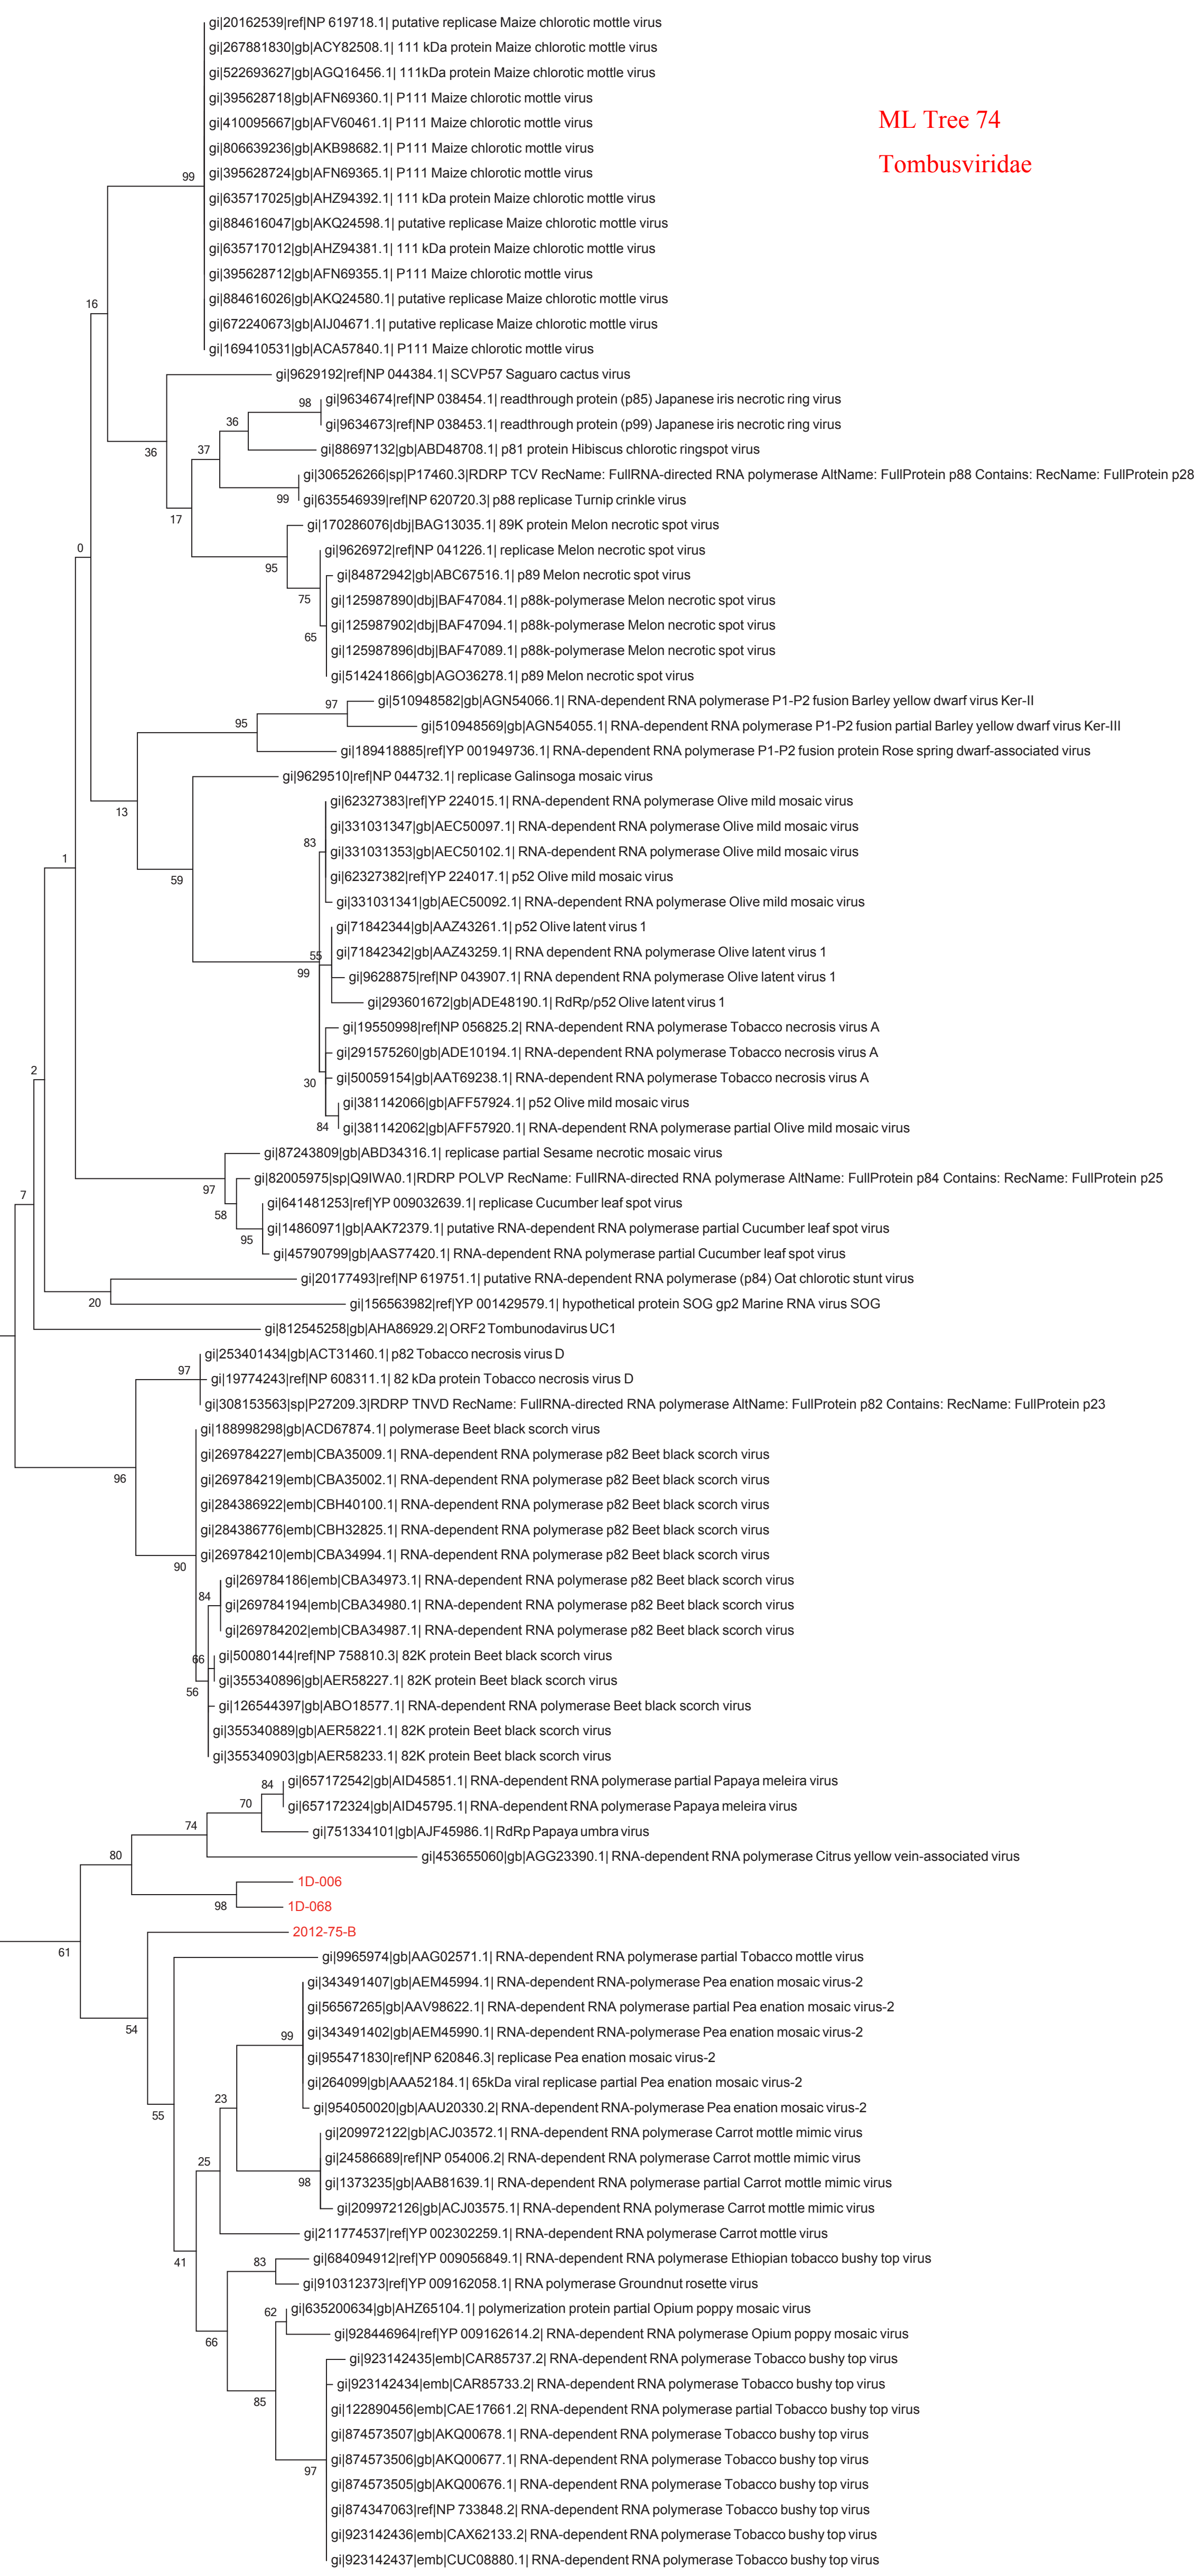 gi|20162539|ref|NP 619718.1| putative replicase Maize chlorotic mottle virus
gi|267881830|gb|ACY82508.1| 111 kDa protein Maize chlorotic mottle virus
gi|522693627|gb|AGQ16456.1| 111kDa protein Maize chlorotic mottle virus
gi|395628718|gb|AFN69360.1| P111 Maize chlorotic mottle virus
ML Tree 74
gi|410095667|gb|AFV60461.1| P111 Maize chlorotic mottle virus
gi|806639236|gb|AKB98682.1| P111 Maize chlorotic mottle virus
Tombusviridae
gi|395628724|gb|AFN69365.1| P111 Maize chlorotic mottle virus
99
gi|635717025|gb|AHZ94392.1| 111 kDa protein Maize chlorotic mottle virus
gi|884616047|gb|AKQ24598.1| putative replicase Maize chlorotic mottle virus
gi|635717012|gb|AHZ94381.1| 111 kDa protein Maize chlorotic mottle virus
gi|395628712|gb|AFN69355.1| P111 Maize chlorotic mottle virus
gi|884616026|gb|AKQ24580.1| putative replicase Maize chlorotic mottle virus
16
gi|672240673|gb|AIJ04671.1| putative replicase Maize chlorotic mottle virus
gi|169410531|gb|ACA57840.1| P111 Maize chlorotic mottle virus
gi|9629192|ref|NP 044384.1| SCVP57 Saguaro cactus virus
gi|9634674|ref|NP 038454.1| readthrough protein (p85) Japanese iris necrotic ring virus
98
36
gi|9634673|ref|NP 038453.1| readthrough protein (p99) Japanese iris necrotic ring virus
37
36
gi|88697132|gb|ABD48708.1| p81 protein Hibiscus chlorotic ringspot virus
gi|306526266|sp|P17460.3|RDRP TCV RecName: FullRNA-directed RNA polymerase AltName: FullProtein p88 Contains: RecName: FullProtein p28
99
gi|635546939|ref|NP 620720.3| p88 replicase Turnip crinkle virus
17
gi|170286076|dbj|BAG13035.1| 89K protein Melon necrotic spot virus
0
gi|9626972|ref|NP 041226.1| replicase Melon necrotic spot virus
95
gi|84872942|gb|ABC67516.1| p89 Melon necrotic spot virus
75
gi|125987890|dbj|BAF47084.1| p88k-polymerase Melon necrotic spot virus
gi|125987902|dbj|BAF47094.1| p88k-polymerase Melon necrotic spot virus
65
gi|125987896|dbj|BAF47089.1| p88k-polymerase Melon necrotic spot virus
gi|514241866|gb|AGO36278.1| p89 Melon necrotic spot virus
97
gi|510948582|gb|AGN54066.1| RNA-dependent RNA polymerase P1-P2 fusion Barley yellow dwarf virus Ker-II
95
gi|510948569|gb|AGN54055.1| RNA-dependent RNA polymerase P1-P2 fusion partial Barley yellow dwarf virus Ker-III
gi|189418885|ref|YP 001949736.1| RNA-dependent RNA polymerase P1-P2 fusion protein Rose spring dwarf-associated virus
gi|9629510|ref|NP 044732.1| replicase Galinsoga mosaic virus
13
gi|62327383|ref|YP 224015.1| RNA-dependent RNA polymerase Olive mild mosaic virus
gi|331031347|gb|AEC50097.1| RNA-dependent RNA polymerase Olive mild mosaic virus
83
gi|331031353|gb|AEC50102.1| RNA-dependent RNA polymerase Olive mild mosaic virus
1
59
gi|62327382|ref|YP 224017.1| p52 Olive mild mosaic virus
gi|331031341|gb|AEC50092.1| RNA-dependent RNA polymerase Olive mild mosaic virus
gi|71842344|gb|AAZ43261.1| p52 Olive latent virus 1
55
gi|71842342|gb|AAZ43259.1| RNA dependent RNA polymerase Olive latent virus 1
99
gi|9628875|ref|NP 043907.1| RNA dependent RNA polymerase Olive latent virus 1
gi|293601672|gb|ADE48190.1| RdRp/p52 Olive latent virus 1
gi|19550998|ref|NP 056825.2| RNA-dependent RNA polymerase Tobacco necrosis virus A
gi|291575260|gb|ADE10194.1| RNA-dependent RNA polymerase Tobacco necrosis virus A
2
30
gi|50059154|gb|AAT69238.1| RNA-dependent RNA polymerase Tobacco necrosis virus A
gi|381142066|gb|AFF57924.1| p52 Olive mild mosaic virus
84
gi|381142062|gb|AFF57920.1| RNA-dependent RNA polymerase partial Olive mild mosaic virus
gi|87243809|gb|ABD34316.1| replicase partial Sesame necrotic mosaic virus
gi|82005975|sp|Q9IWA0.1|RDRP POLVP RecName: FullRNA-directed RNA polymerase AltName: FullProtein p84 Contains: RecName: FullProtein p25
97
7
gi|641481253|ref|YP 009032639.1| replicase Cucumber leaf spot virus
58
gi|14860971|gb|AAK72379.1| putative RNA-dependent RNA polymerase partial Cucumber leaf spot virus
95
gi|45790799|gb|AAS77420.1| RNA-dependent RNA polymerase partial Cucumber leaf spot virus
gi|20177493|ref|NP 619751.1| putative RNA-dependent RNA polymerase (p84) Oat chlorotic stunt virus
20
gi|156563982|ref|YP 001429579.1| hypothetical protein SOG gp2 Marine RNA virus SOG
gi|812545258|gb|AHA86929.2| ORF2 Tombunodavirus UC1
gi|253401434|gb|ACT31460.1| p82 Tobacco necrosis virus D
97
gi|19774243|ref|NP 608311.1| 82 kDa protein Tobacco necrosis virus D
gi|308153563|sp|P27209.3|RDRP TNVD RecName: FullRNA-directed RNA polymerase AltName: FullProtein p82 Contains: RecName: FullProtein p23
gi|188998298|gb|ACD67874.1| polymerase Beet black scorch virus
gi|269784227|emb|CBA35009.1| RNA-dependent RNA polymerase p82 Beet black scorch virus
96
gi|269784219|emb|CBA35002.1| RNA-dependent RNA polymerase p82 Beet black scorch virus
gi|284386922|emb|CBH40100.1| RNA-dependent RNA polymerase p82 Beet black scorch virus
gi|284386776|emb|CBH32825.1| RNA-dependent RNA polymerase p82 Beet black scorch virus
gi|269784210|emb|CBA34994.1| RNA-dependent RNA polymerase p82 Beet black scorch virus
90
gi|269784186|emb|CBA34973.1| RNA-dependent RNA polymerase p82 Beet black scorch virus
84
gi|269784194|emb|CBA34980.1| RNA-dependent RNA polymerase p82 Beet black scorch virus
gi|269784202|emb|CBA34987.1| RNA-dependent RNA polymerase p82 Beet black scorch virus
66
gi|50080144|ref|NP 758810.3| 82K protein Beet black scorch virus
gi|355340896|gb|AER58227.1| 82K protein Beet black scorch virus
56
gi|126544397|gb|ABO18577.1| RNA-dependent RNA polymerase Beet black scorch virus
gi|355340889|gb|AER58221.1| 82K protein Beet black scorch virus
gi|355340903|gb|AER58233.1| 82K protein Beet black scorch virus
84
gi|657172542|gb|AID45851.1| RNA-dependent RNA polymerase partial Papaya meleira virus
70
gi|657172324|gb|AID45795.1| RNA-dependent RNA polymerase Papaya meleira virus
74
gi|751334101|gb|AJF45986.1| RdRp Papaya umbra virus
80
gi|453655060|gb|AGG23390.1| RNA-dependent RNA polymerase Citrus yellow vein-associated virus
1D-006
98
1D-068
2012-75-B
61
gi|9965974|gb|AAG02571.1| RNA-dependent RNA polymerase partial Tobacco mottle virus
gi|343491407|gb|AEM45994.1| RNA-dependent RNA-polymerase Pea enation mosaic virus-2
gi|56567265|gb|AAV98622.1| RNA-dependent RNA polymerase partial Pea enation mosaic virus-2
54
99
gi|343491402|gb|AEM45990.1| RNA-dependent RNA-polymerase Pea enation mosaic virus-2
gi|955471830|ref|NP 620846.3| replicase Pea enation mosaic virus-2
gi|264099|gb|AAA52184.1| 65kDa viral replicase partial Pea enation mosaic virus-2
23
55
gi|954050020|gb|AAU20330.2| RNA-dependent RNA-polymerase Pea enation mosaic virus-2
gi|209972122|gb|ACJ03572.1| RNA-dependent RNA polymerase Carrot mottle mimic virus
25
gi|24586689|ref|NP 054006.2| RNA-dependent RNA polymerase Carrot mottle mimic virus
98
gi|1373235|gb|AAB81639.1| RNA-dependent RNA polymerase partial Carrot mottle mimic virus
gi|209972126|gb|ACJ03575.1| RNA-dependent RNA polymerase Carrot mottle mimic virus
gi|211774537|ref|YP 002302259.1| RNA-dependent RNA polymerase Carrot mottle virus
41
83
gi|684094912|ref|YP 009056849.1| RNA-dependent RNA polymerase Ethiopian tobacco bushy top virus
gi|910312373|ref|YP 009162058.1| RNA polymerase Groundnut rosette virus
62
gi|635200634|gb|AHZ65104.1| polymerization protein partial Opium poppy mosaic virus
66
gi|928446964|ref|YP 009162614.2| RNA-dependent RNA polymerase Opium poppy mosaic virus
gi|923142435|emb|CAR85737.2| RNA-dependent RNA polymerase Tobacco bushy top virus
gi|923142434|emb|CAR85733.2| RNA-dependent RNA polymerase Tobacco bushy top virus
85
gi|122890456|emb|CAE17661.2| RNA-dependent RNA polymerase partial Tobacco bushy top virus
gi|874573507|gb|AKQ00678.1| RNA-dependent RNA polymerase Tobacco bushy top virus
gi|874573506|gb|AKQ00677.1| RNA-dependent RNA polymerase Tobacco bushy top virus
97
gi|874573505|gb|AKQ00676.1| RNA-dependent RNA polymerase Tobacco bushy top virus
gi|874347063|ref|NP 733848.2| RNA-dependent RNA polymerase Tobacco bushy top virus
gi|923142436|emb|CAX62133.2| RNA-dependent RNA polymerase Tobacco bushy top virus
gi|923142437|emb|CUC08880.1| RNA-dependent RNA polymerase Tobacco bushy top virus